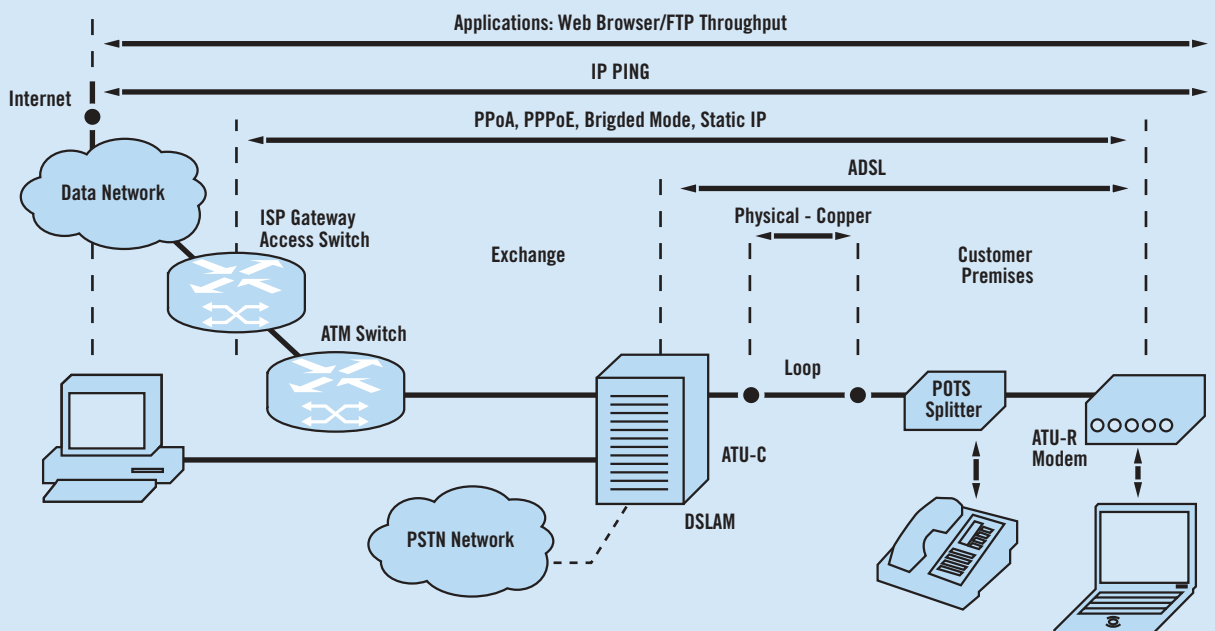 Applications: Web Browser/FTP Throughput
IP PING
Internet
PPoA, PPPoE, Brigded Mode, Static IP
ADSL
Data Network
Physical - Copper
ISP Gateway
Access Switch
Exchange
Customer
Premises
ATM Switch
Loop
POTS
Splitter
ATU-C
ATU-R
Modem
DSLAM
PSTN Network